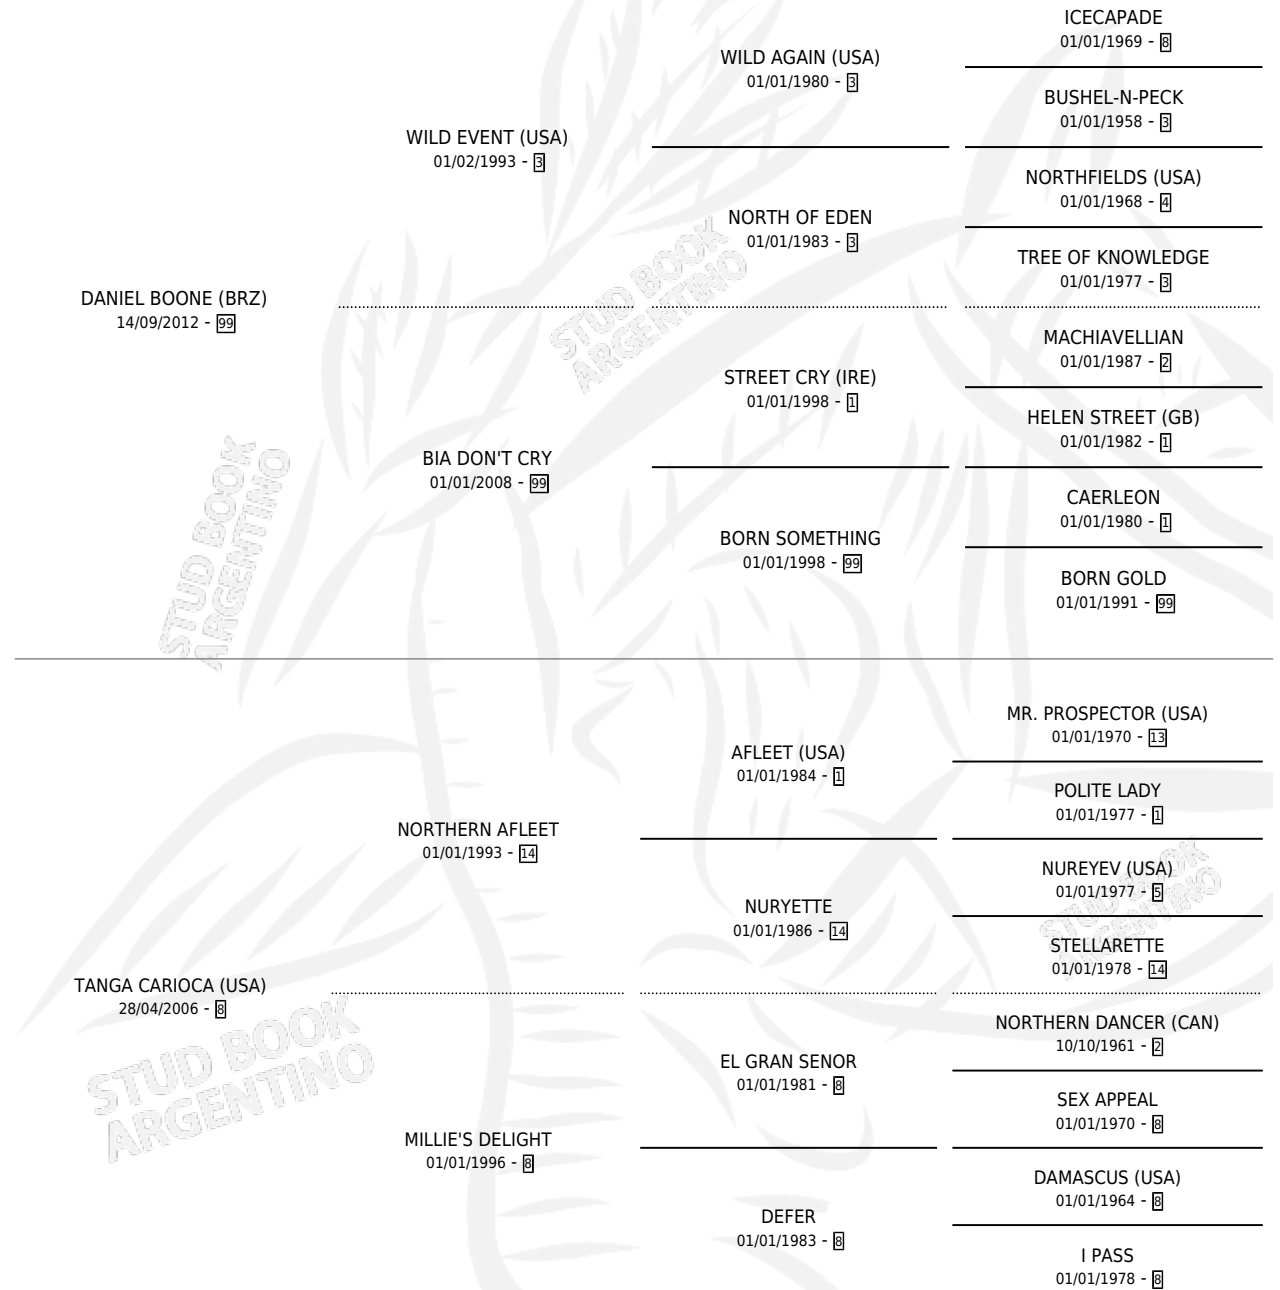 ICECAPADE
01/01/1969 - 8
WILD AGAIN (USA)
01/01/1980 - 3
BUSHEL-N-PECK
01/01/1958 - 3
WILD EVENT (USA)
01/02/1993 - 3
NORTHFIELDS (USA)
01/01/1968 - 4
NORTH OF EDEN
01/01/1983 - 3
TREE OF KNOWLEDGE
01/01/1977 - 3
DANIEL BOONE (BRZ)
14/09/2012 - 99
MACHIAVELLIAN
01/01/1987 - 2
STREET CRY (IRE)
01/01/1998 - 1
HELEN STREET (GB)
01/01/1982 - 1
BIA DON'T CRY
01/01/2008 - 99
CAERLEON
01/01/1980 - 1
BORN SOMETHING
01/01/1998 - 99
BORN GOLD
01/01/1991 - 99
STUD BOOK
ARGENTINO
STUD BOOK
ARGENTINO
MR. PROSPECTOR (USA)
01/01/1970 - 13
AFLEET (USA)
01/01/1984 - 1
POLITE LADY
01/01/1977 - 1
NORTHERN AFLEET
01/01/1993 - 14
NUREYEV (USA)
01/01/1977 - 5
NURYETTE
01/01/1986 - 14
STELLARETTE
01/01/1978 - 14
TANGA CARIOCA (USA)
28/04/2006 - 8
NORTHERN DANCER (CAN)
10/10/1961 - 2
EL GRAN SENOR
01/01/1981 - 8
SEX APPEAL
01/01/1970 - 8
MILLIE'S DELIGHT
01/01/1996 - 8
DAMASCUS (USA)
01/01/1964 - 8
DEFER
01/01/1983 - 8
I PASS
01/01/1978 - 8
STUD BOOK
ARGENTINO
STUD BOOK
ARGENTINO